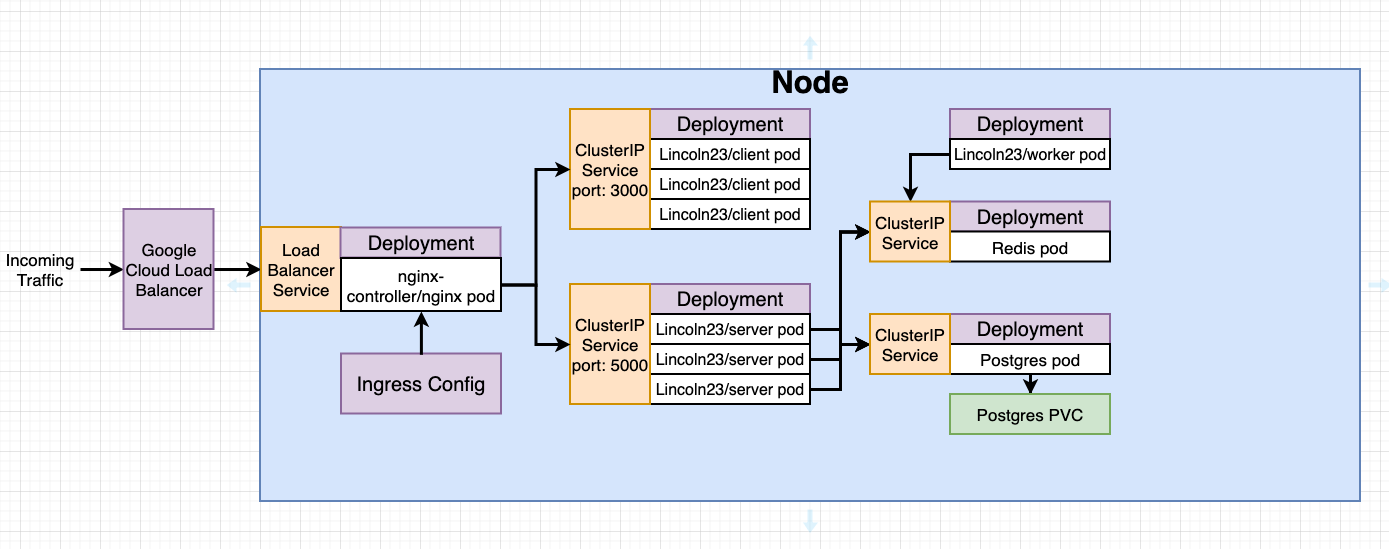 Node
Incoming
Traffic
Google
Cloud Load
Balancer
Load
Balancer
Service
Deployment
nginx-
controller/nginx pod
Ingress Config
ClusterIP
Service
port: 3000
Deployment
Lincoln23/client pod
Lincoln23/client pod
Lincoln23/client pod
ClusterIP
Service
port: 5000
Deployment
Lincoln23/server pod
Lincoln23/server pod
Lincoln23/server pod
Deployment
Lincoln23/worker pod
ClusterIP
Service
Deployment
Redis pod
ClusterIP
Service
Deployment
Postgres pod
Postgres PVC